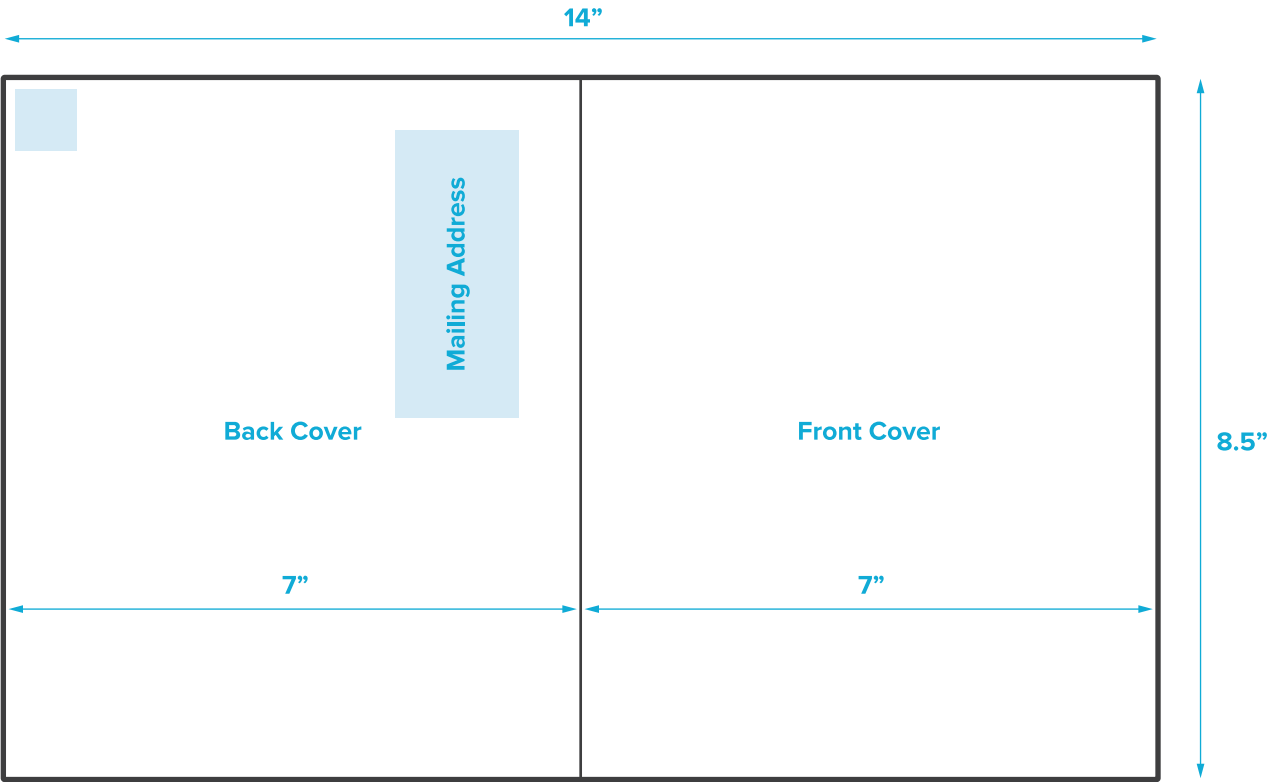 14”
Mailing Address
Back Cover
Front Cover
8.5”
7”
7”